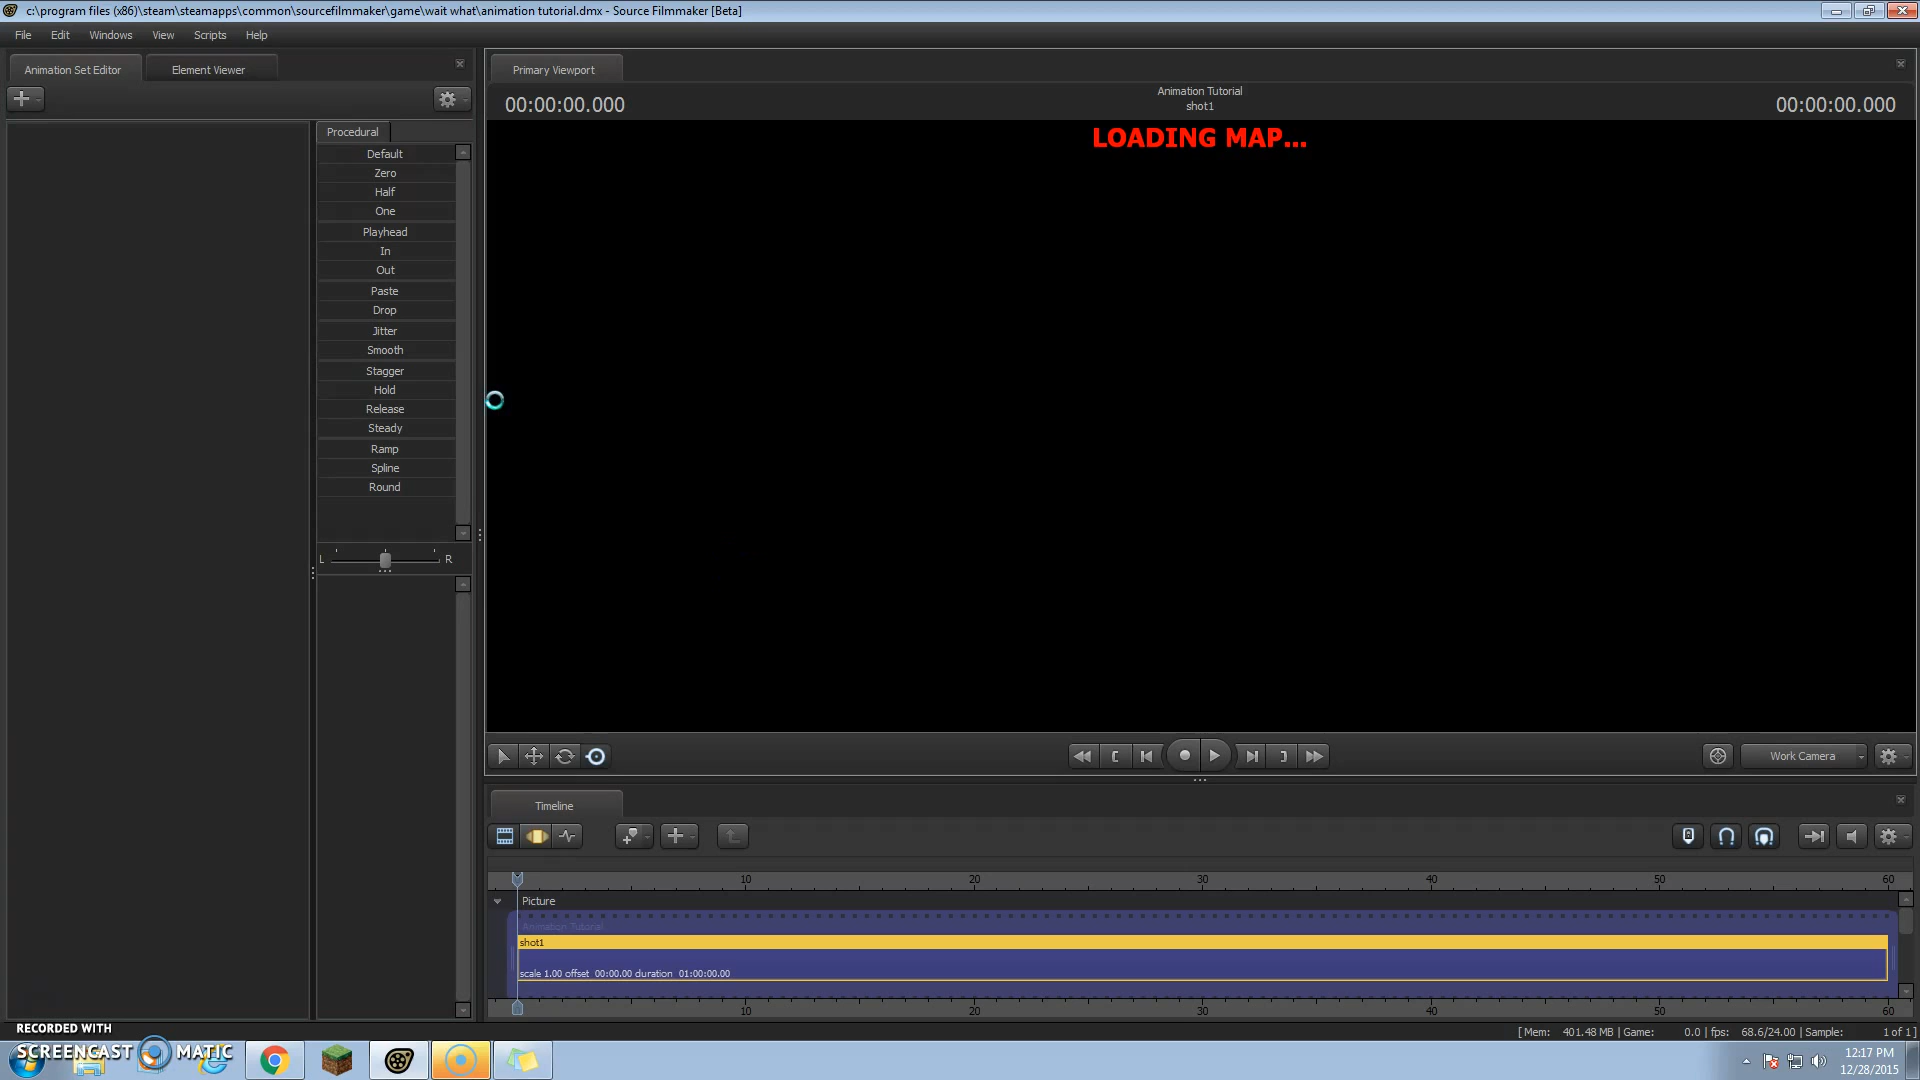 c:\program files (x86)\steam\steamapps\common\sourcefilmmaker\game\wait what\animation tutorial.dmx - Source Filmmaker [Beta]
File Edit Windows View Scripts Help
Animation Set Editor Element Viewer
Primary Viewport
00:00:00.000
Animation Tutorial
shot1
00:00:00.000
LOADING MAP...
Procedural
Default
Zero
Half
One
Playhead
In
Out
Paste
Drop
Jitter
Smooth
Stagger
Hold
Release
Steady
Ramp
Spline
Round
L R
Work Camera
Timeline
10 20 30 40 50 60
Picture
Animation Tutorial
shot1
scale 1.00 offset 00:00.00 duration 01:00:00.00
10 20 30 40 50 60
[ Mem: 401.48 MB | Game: 0.0 | fps: 68.6/24.00 | Sample: 1 of 1 ]
RECORDED WITH
SCREENCAST MATIC
12:17 PM
12/28/2015